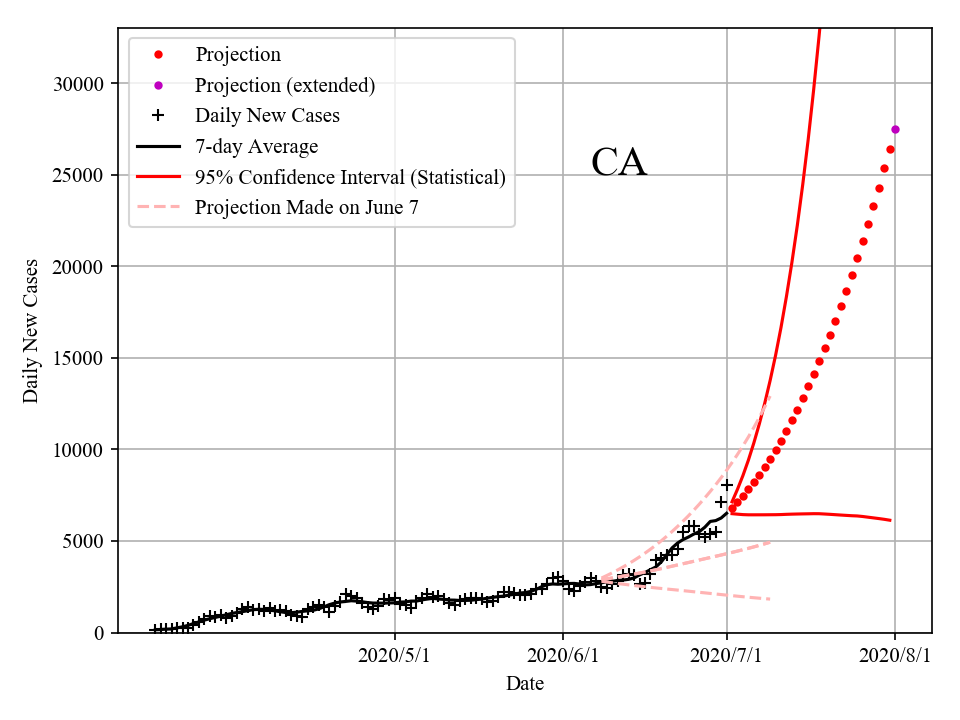 Projection
Projection (extended)
Daily New Cases
7-day Average
95% Confidence Interval (Statistical)
Projection Made on June 7
CA
30000
25000
20000
15000
10000
5000
0
Daily New Cases
2020/5/1 2020/6/1 2020/7/1 2020/8/1
Date